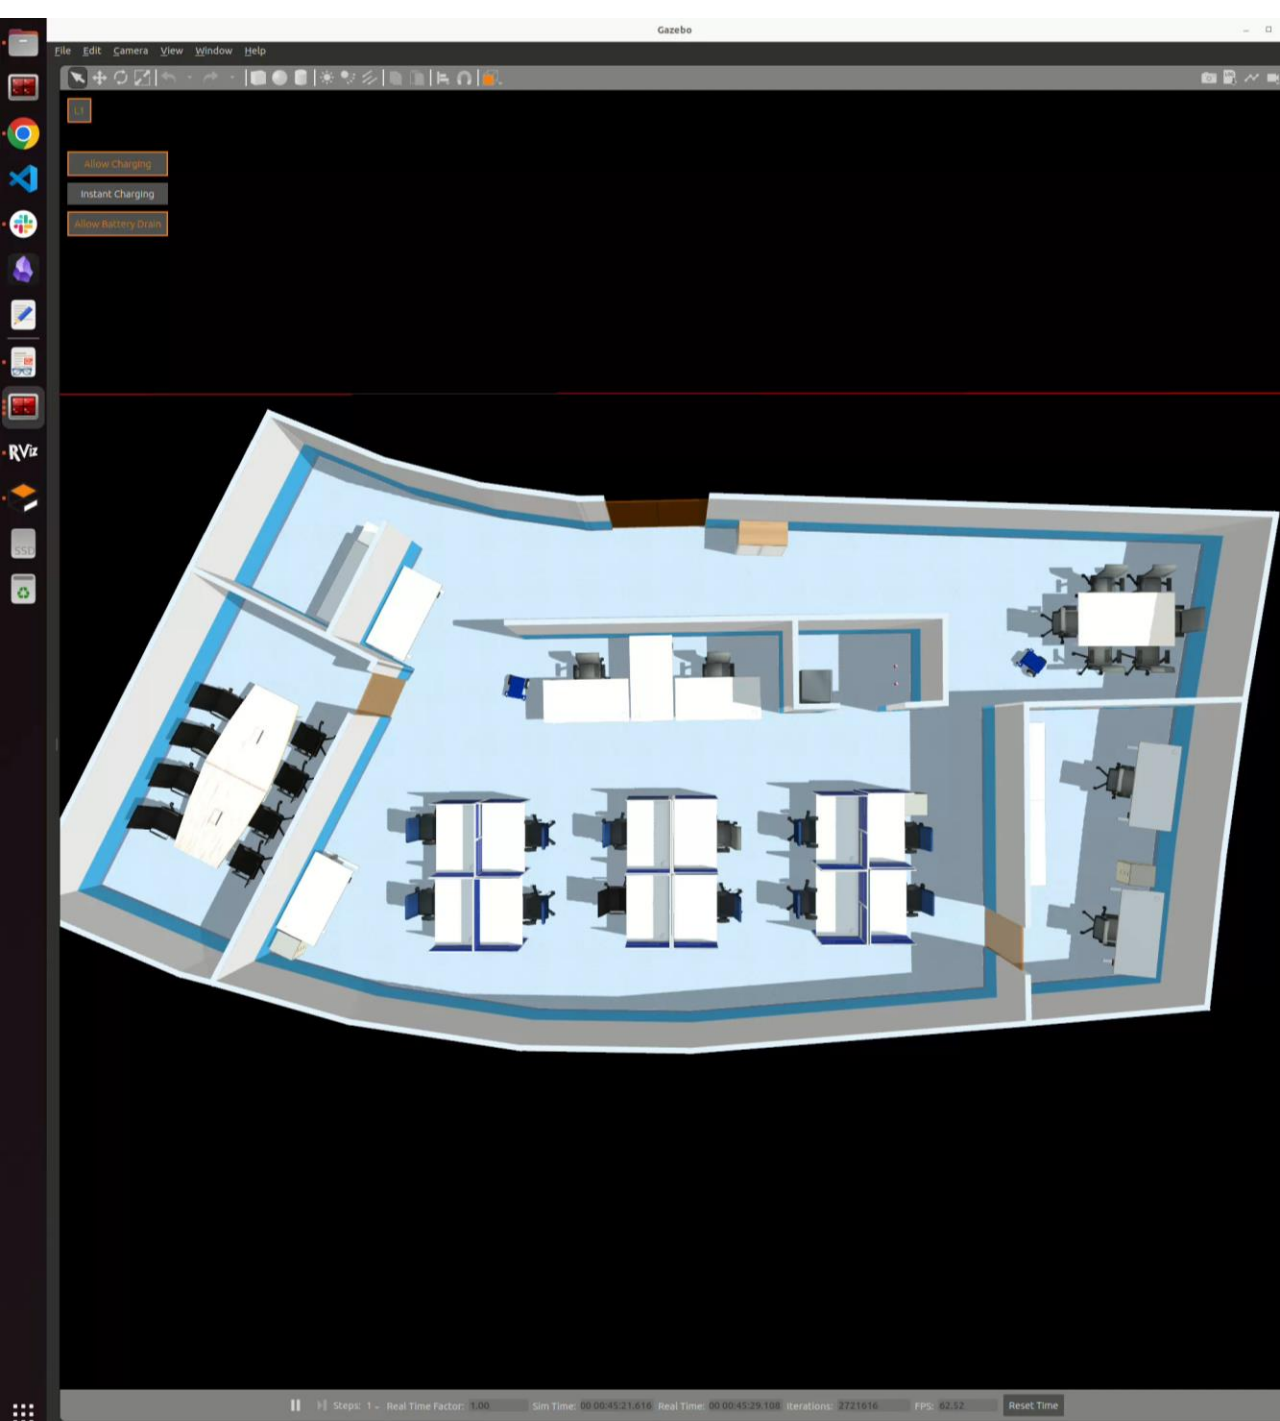 Gazebo
File Edit Camera View Window Help
L1
Allow Charging
Instant Charging
Allow Battery Drain
RViz
SSD
Steps: 1 Real Time Factor: 1.00 Sim Time: 00 00:45:21.616 Real Time: 00 00:45:29.108 Iterations: 2721616 FPS: 62.52 Reset Time